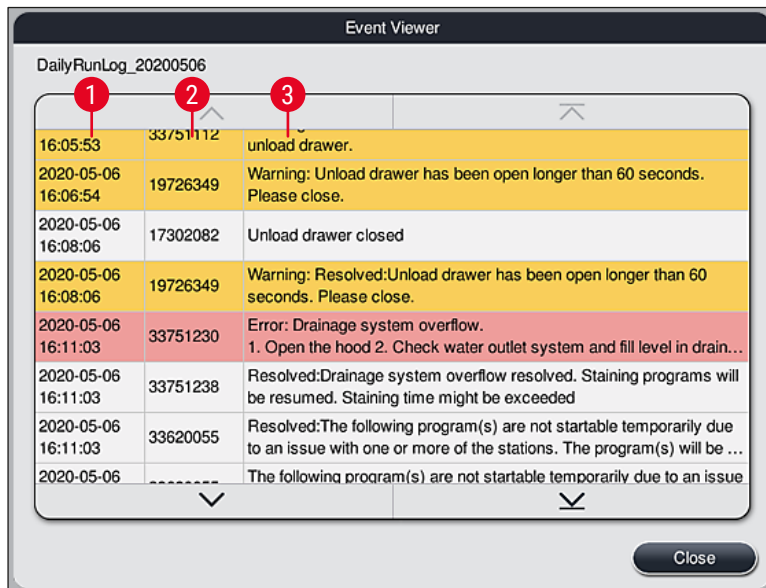 Event Viewer
DailyRunLog_20200506
1 2 3
16:05:53 33751112 unload drawer.
2020-05-06 19726349 Warning: Unload drawer has been open longer than 60 seconds.
16:06:54 Please close.
2020-05-06 17302082 Unload drawer closed
16:08:06
2020-05-06 19726349 Warning: Resolved:Unload drawer has been open longer than 60
16:08:06 seconds. Please close.
2020-05-06 33751230 Error: Drainage system overflow.
16:11:03 1. Open the hood 2. Check water outlet system and fill level in drain...
2020-05-06 33751238 Resolved:Drainage system overflow resolved. Staining programs will
16:11:03 be resumed. Staining time might be exceeded
2020-05-06 33620055 Resolved:The following program(s) are not startable temporarily due
16:11:03 to an issue with one or more of the stations. The program(s) will be ...
2020-05-06 The following program(s) are not startable temporarily due to an issue
Close